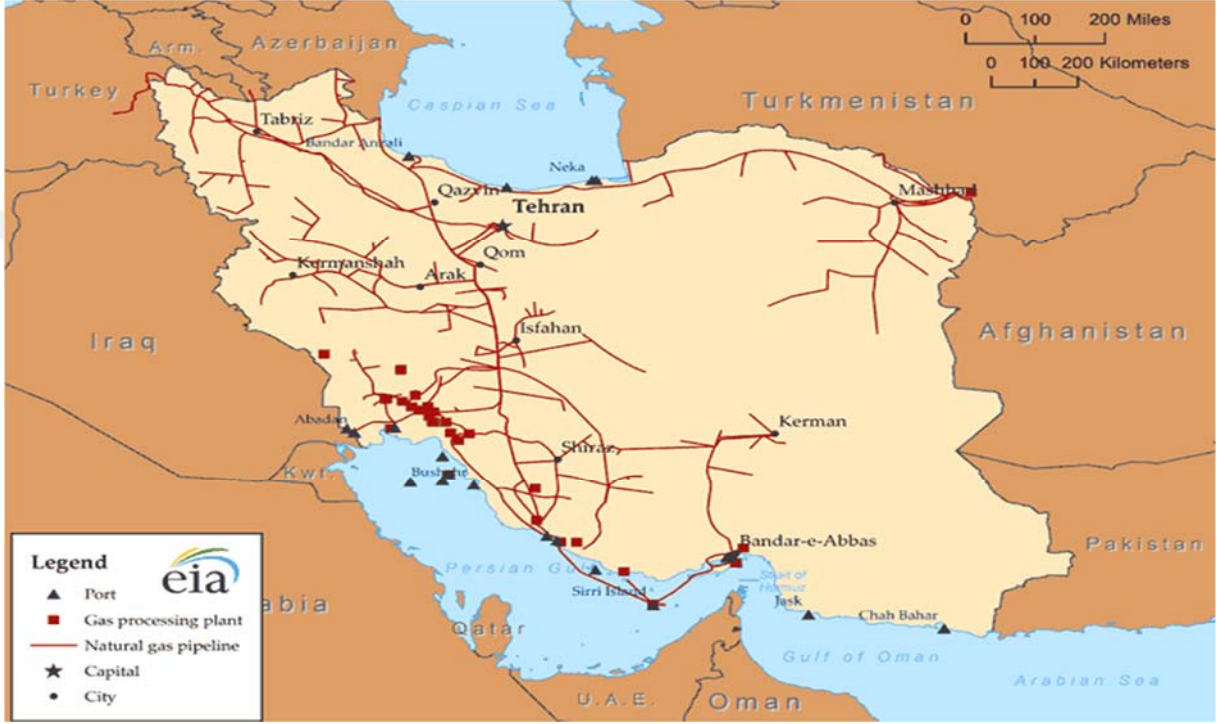 0 100 200 Miles
0 100 200 Kilometers
Arm.
Azerbaijan
Turkey
Caspian Sea
Turkmenistan
Tabriz
Bandar Anzali
Neka
Qazvin
Mashhad
Tehran
Qom
Kermanshah
Arak
Isfahan
Iraq
Afghanistan
Abadan
Kerman
Shiraz
Kwt.
Bushehr
Bandar-e-Abbas
Pakistan
Persian Gulf
Strait of
Hormuz
Sirri Island
Jask
Chah Bahar
Qatar
Gulf of Oman
Arabian Sea
U.A.E.
Oman
abia
Legend
eia
Port
Gas processing plant
Natural gas pipeline
Capital
City